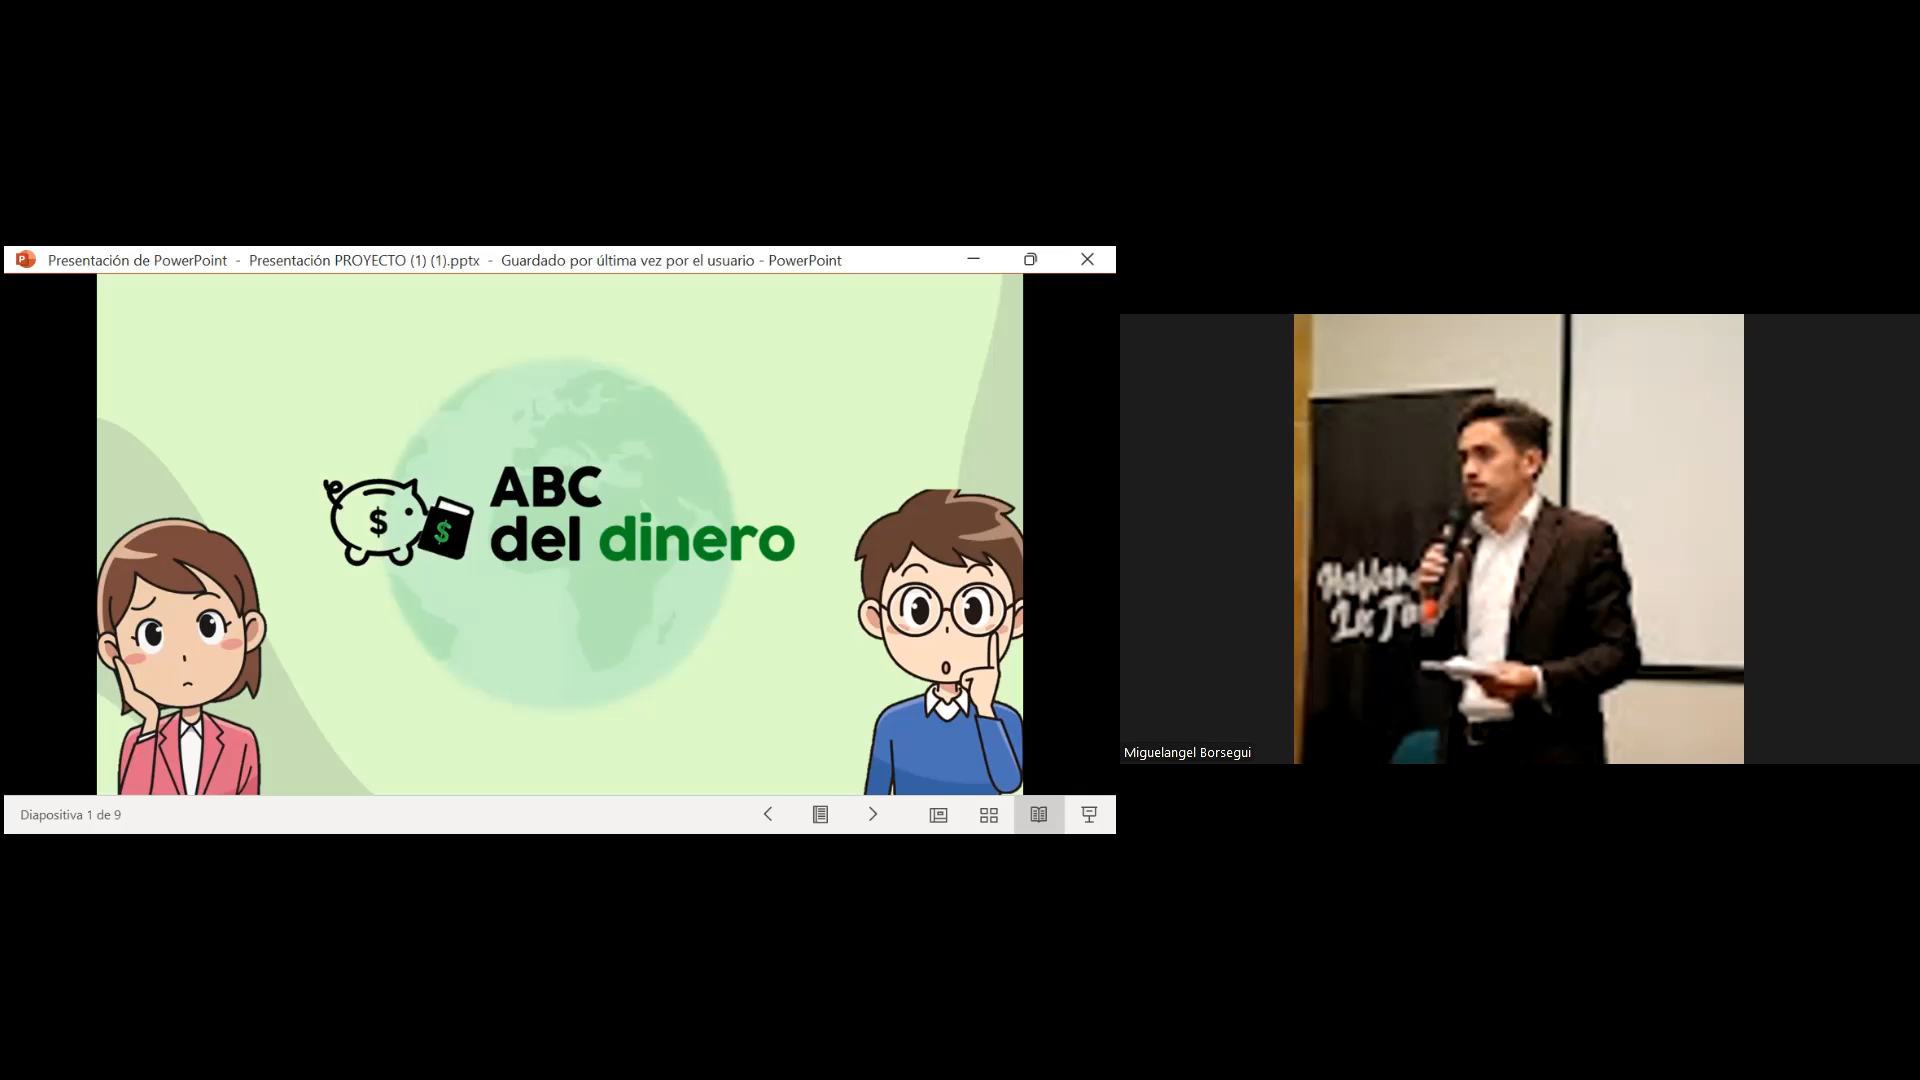 Presentación de PowerPoint - Presentación PROYECTO (1) (1).pptx - Guardado por última vez por el usuario - PowerPoint
$
$
ABC
del dinero
Diapositiva 1 de 9
Miguelangel Borsegui